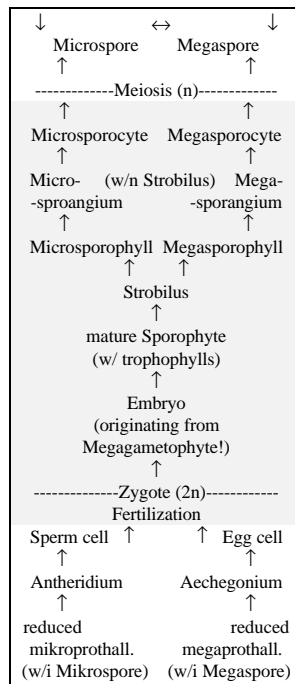 ↓ ↔ ↓
Microspore Megaspore
↑ ↑
-------------Meiosis (n)-------------
↑ ↑
Microsporocyte Megasporocyte
↑ ↑
Micro- (w/n Strobilus) Mega-
-sproangium -sporangium
↑ ↑
Microsporophyll Megasporophyll
↑ ↑
Strobilus
↑
mature Sporophyte
(w/ trophophylls)
↑
Embryo
(originating from
Megagametophyte!)
↑
--------------Zygote (2n)------------
Fertilization
Sperm cell ↑ ↑ Egg cell
↑ ↑
Antheridium Aechegonium
↑ ↑
reduced reduced
mikroprothall. megaprothall.
(w/i Mikrospore) (w/i Megaspore)